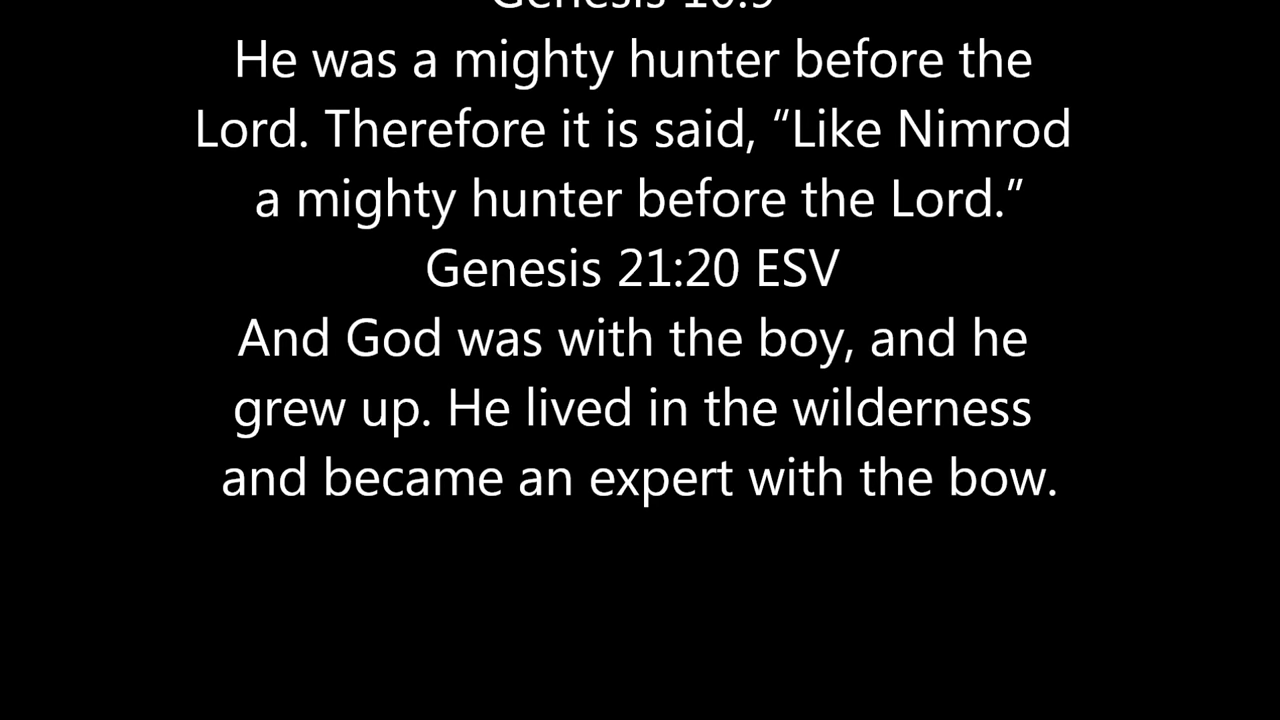 Genesis 10:9
He was a mighty hunter before the
Lord. Therefore it is said, “Like Nimrod
a mighty hunter before the Lord.”
Genesis 21:20 ESV
And God was with the boy, and he
grew up. He lived in the wilderness
and became an expert with the bow.